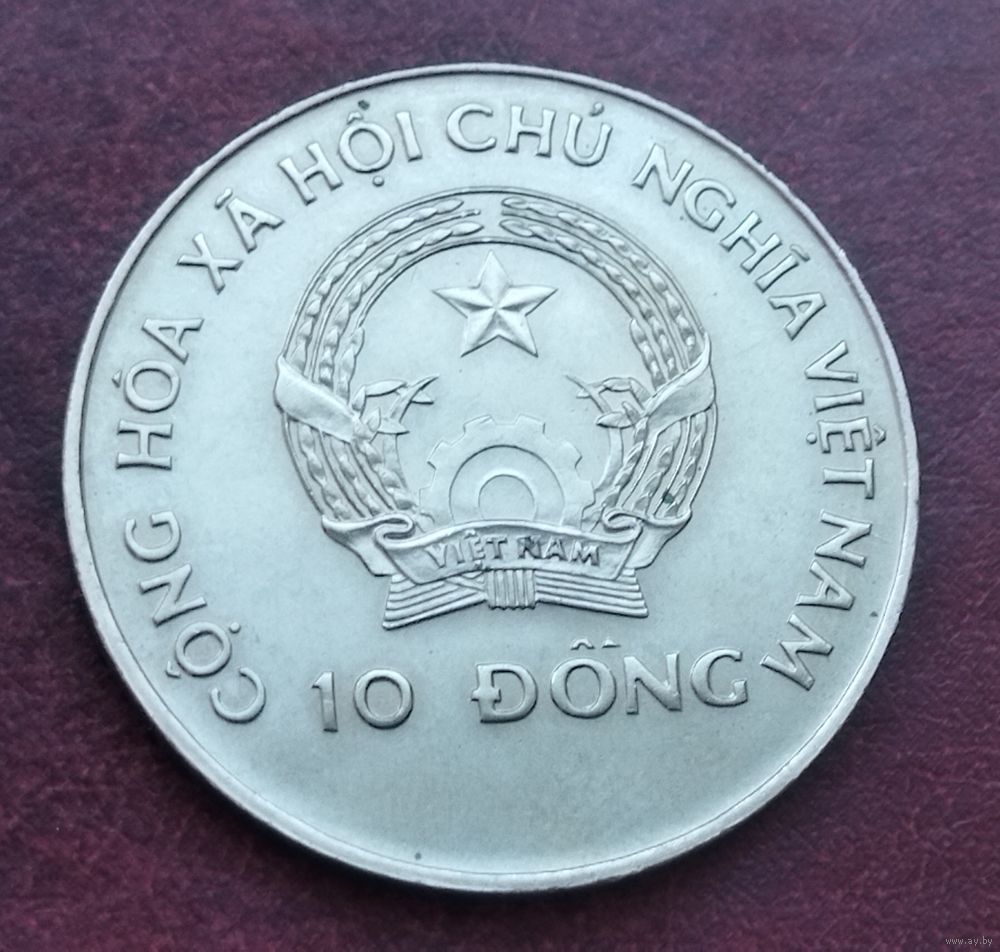 CỘNG HÒA XÃ HỘI CHỦ NGHĨA VIỆT NAM
VIỆT NAM
10 ĐỒNG
www.ay.by